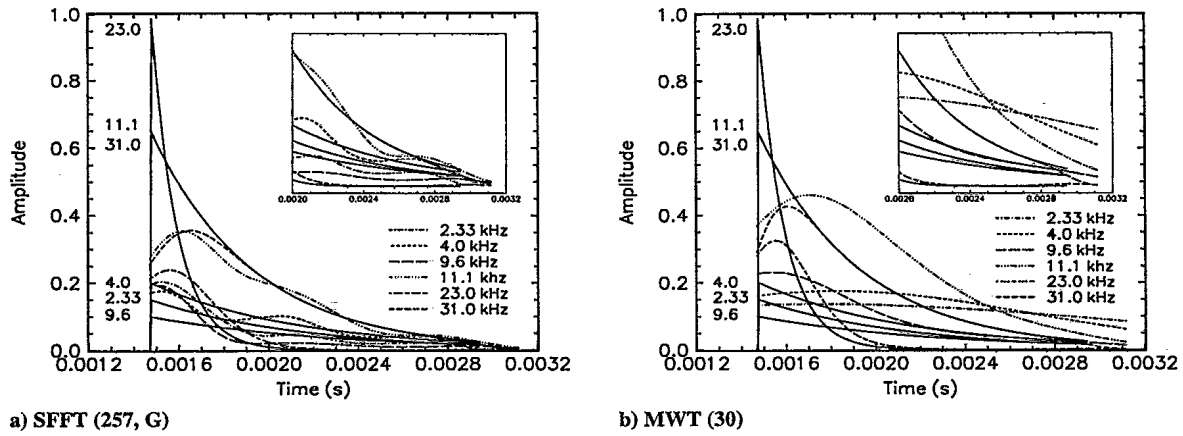 1.0
23.0
0.8
11.1
31.0
0.6
0.4
4.0
0.2
2.33
9.6
0.0
Amplitude
0.0012 0.0016 0.0020 0.0024 0.0028 0.0032
Time (s)
0.0020 0.0024 0.0028 0.0032
2.33 kHz
4.0 kHz
9.6 kHz
11.1 khz
23.0 kHz
31.0 kHz
a) SFFT (257, G)
1.0
23.0
0.8
11.1
31.0
0.6
0.4
4.0
0.2
2.33
9.6
0.0
Amplitude
0.0012 0.0016 0.0020 0.0024 0.0028 0.0032
Time (s)
0.0020 0.0024 0.0028 0.0032
2.33 kHz
4.0 kHz
9.6 kHz
11.1 khz
23.0 kHz
31.0 kHz
b) MWT (30)